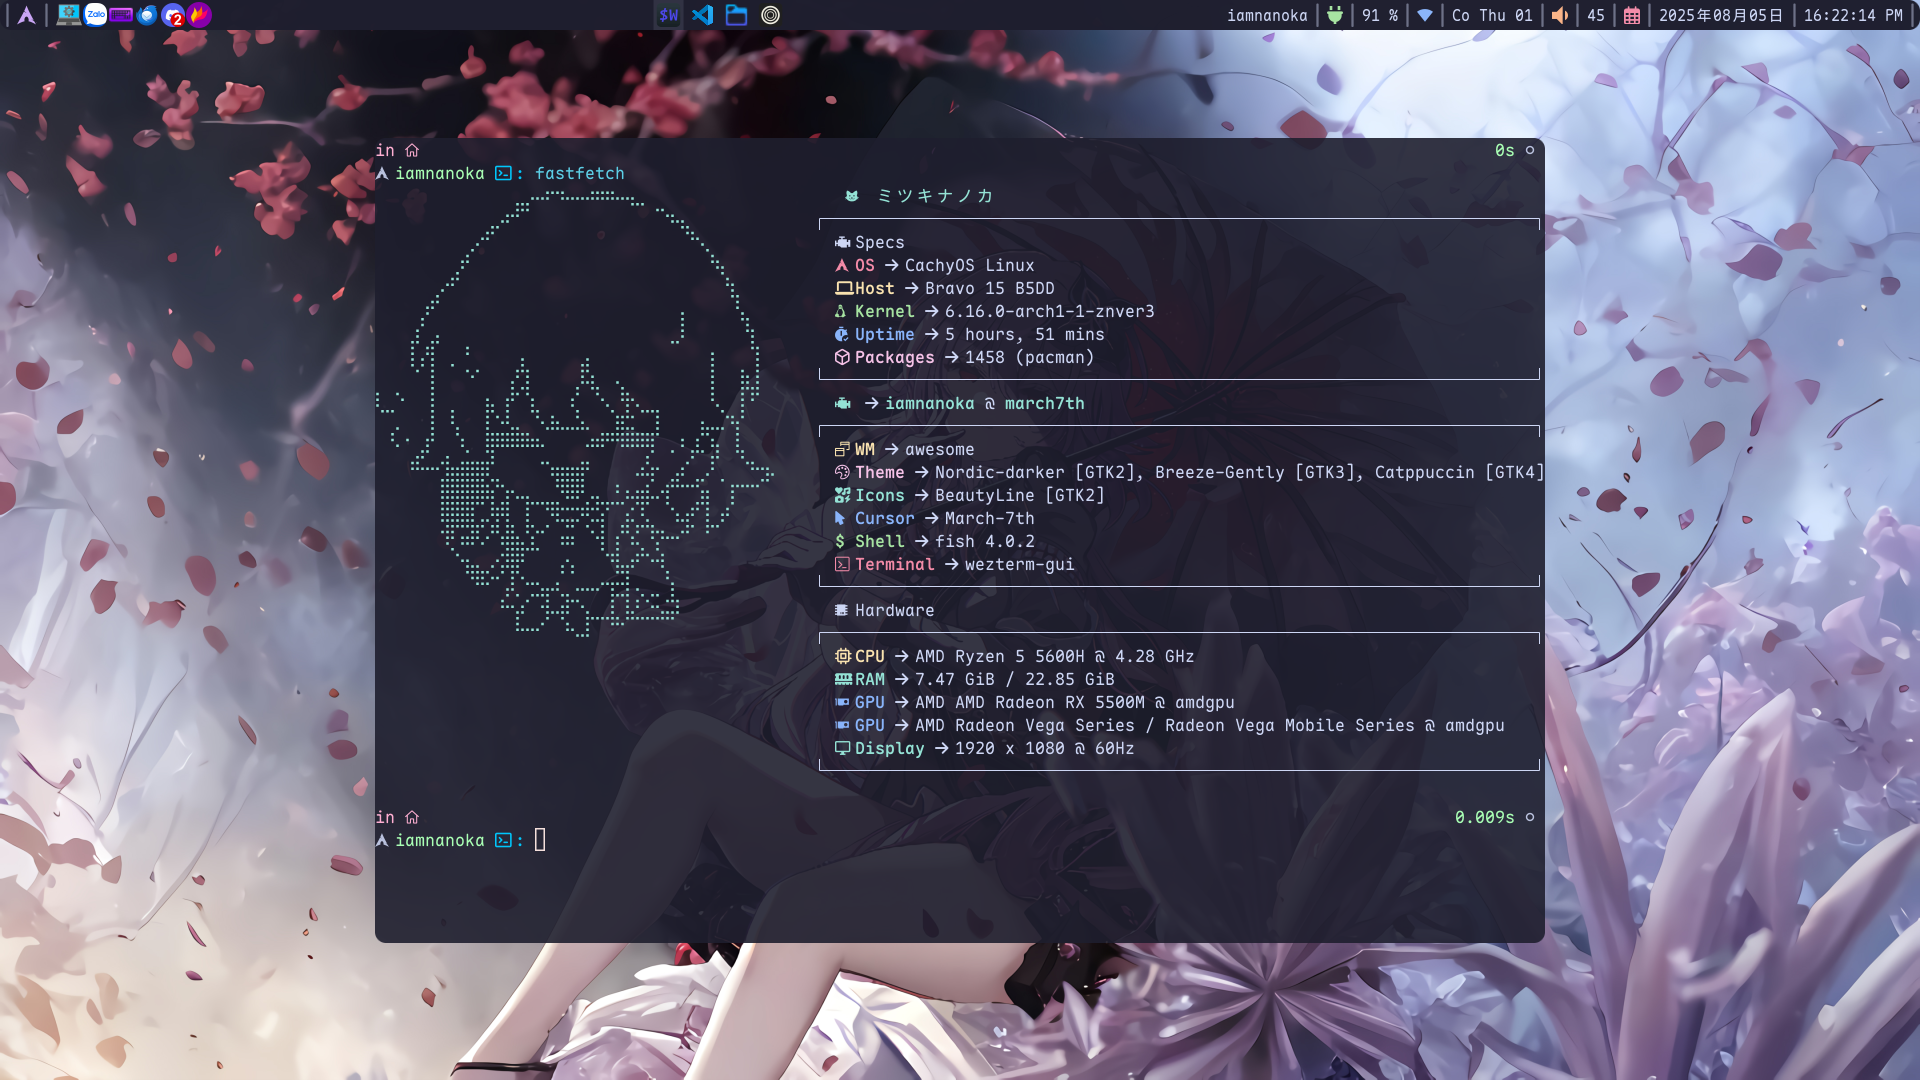 Zalo 2 $W iamnanoka 91 % Co Thu 01 45 2025年08月05日 16:22:14 PM
in 0s
iamnanoka : fastfetch
ミツキナノカ
Specs
OS → CachyOS Linux
Host → Bravo 15 B5DD
Kernel → 6.16.0-arch1-1-znver3
Uptime → 5 hours, 51 mins
Packages → 1458 (pacman)
→ iamnanoka @ march7th
WM → awesome
Theme → Nordic-darker [GTK2], Breeze-Gently [GTK3], Catppuccin [GTK4]
Icons → BeautyLine [GTK2]
Cursor → March-7th
$ Shell → fish 4.0.2
Terminal → wezterm-gui
Hardware
CPU → AMD Ryzen 5 5600H @ 4.28 GHz
RAM → 7.47 GiB / 22.85 GiB
GPU → AMD AMD Radeon RX 5500M @ amdgpu
GPU → AMD Radeon Vega Series / Radeon Vega Mobile Series @ amdgpu
Display → 1920 x 1080 @ 60Hz
in 0.009s
iamnanoka :